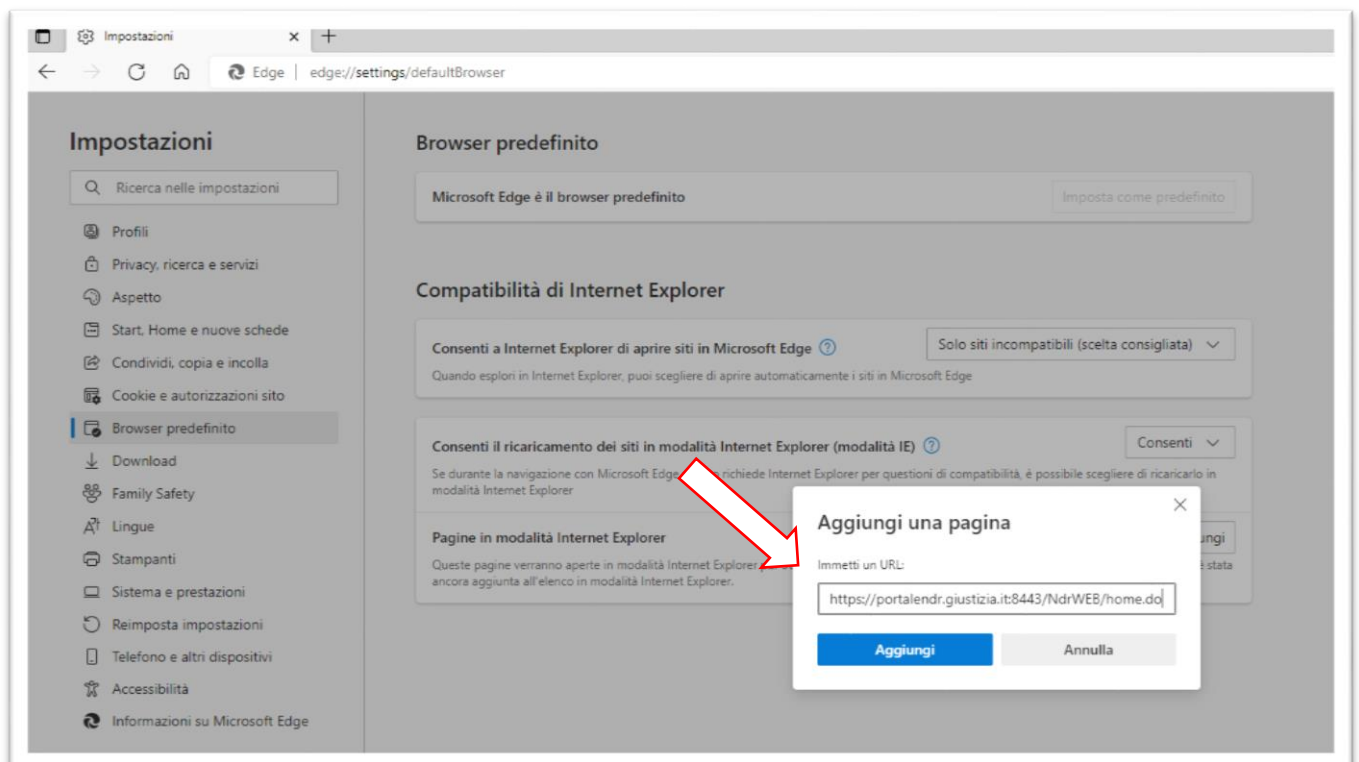 Impostazioni
Edge | edge://settings/defaultBrowser
Impostazioni
Ricerca nelle impostazioni
Profili
Privacy, ricerca e servizi
Aspetto
Start, Home e nuove schede
Condividi, copia e incolla
Cookie e autorizzazioni sito
Browser predefinito
Download
Family Safety
Lingue
Stampanti
Sistema e prestazioni
Reimposta impostazioni
Telefono e altri dispositivi
Accessibilità
Informazioni su Microsoft Edge
Browser predefinito
Microsoft Edge è il browser predefinito
Imposta come predefinito
Compatibilità di Internet Explorer
Consenti a Internet Explorer di aprire siti in Microsoft Edge
Solo siti incompatibili (scelta consigliata)
Quando esplori in Internet Explorer, puoi scegliere di aprire automaticamente i siti in Microsoft Edge
Consenti il ricaricamento dei siti in modalità Internet Explorer (modalità IE)
Consenti
Se durante la navigazione con Microsoft Edge richiede Internet Explorer per questioni di compatibilità, è possibile scegliere di ricaricarlo in
modalità Internet Explorer
Pagine in modalità Internet Explorer
Queste pagine verranno aperte in modalità Internet Explorer
stata
ancora aggiunta all'elenco in modalità Internet Explorer.
Aggiungi una pagina
Immetti un URL:
https://portalendr.giustizia.it:8443/NdrWEB/home.do
Aggiungi
Annulla